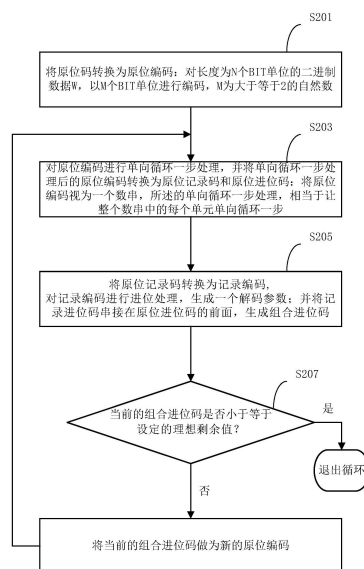 S201
将原位码转换为原位编码：对长度为N个BIT单位的二进制
数据W，以M个BIT单位进行编码，M为大于等于2的自然数
S203
对原位编码进行单向循环一步处理，并将单向循环一步处
理后的原位编码转换为原位记录码和原位进位码：将原位
编码视为一个数串，所述的单向循环一步处理，相当于让
整个数串中的每个单元单向循环一步
S205
将原位记录码转换为记录编码，
对记录编码进行进位处理，生成一个解码参数；并将记
录进位码串接在原位进位码的前面，生成组合进位码
S207
当前的组合进位码是否小于等于
设定的理想剩余值？
是
退出循环
否
将当前的组合进位码做为新的原位编码